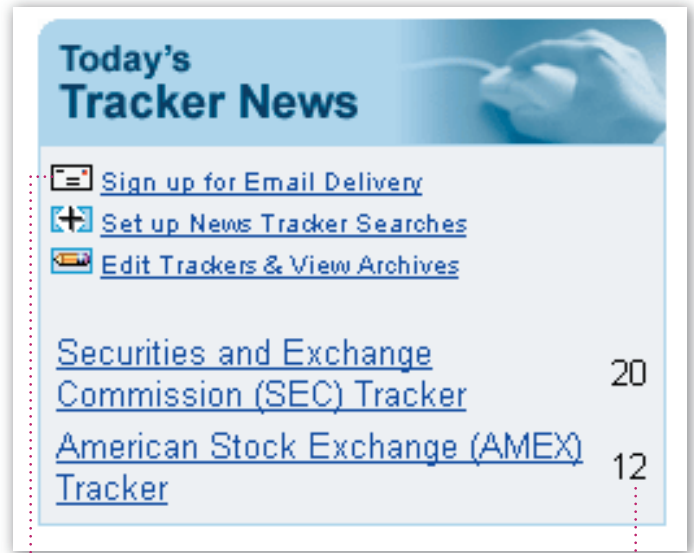 Today's
Tracker News
Sign up for Email Delivery
Set up News Tracker Searches
Edit Trackers & View Archives
Securities and Exchange
Commission (SEC) Tracker
20
American Stock Exchange (AMEX)
Tracker
12